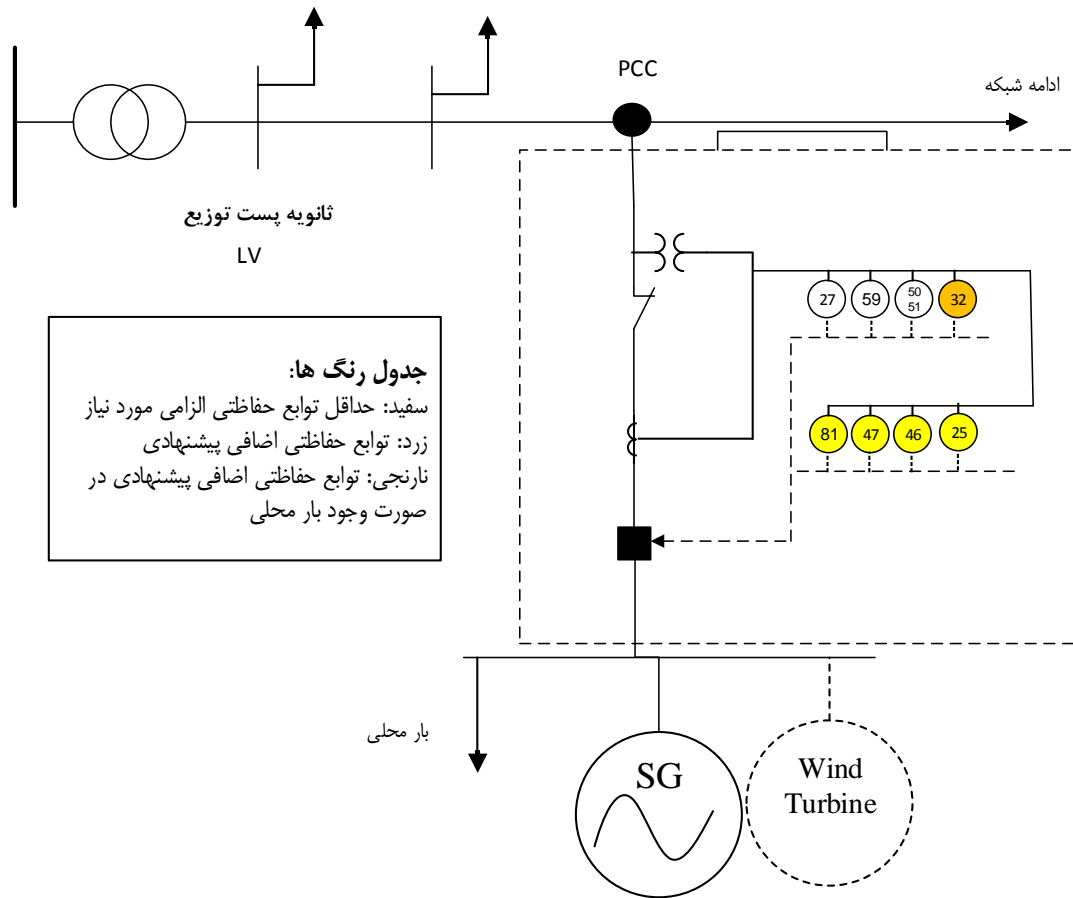 PCC
ادامه شبکه
ثانویه پست توزیع
LV
27
59
50
51
32
جدول رنگ ها:
سفید: حداقل توابع حفاظتی الزامی مورد نیاز
زرد: توابع حفاظتی اضافی پیشنهادی
نارنجی: توابع حفاظتی اضافی پیشنهادی در
صورت وجود بار محلی
81
47
46
25
بار محلی
SG
Wind
Turbine